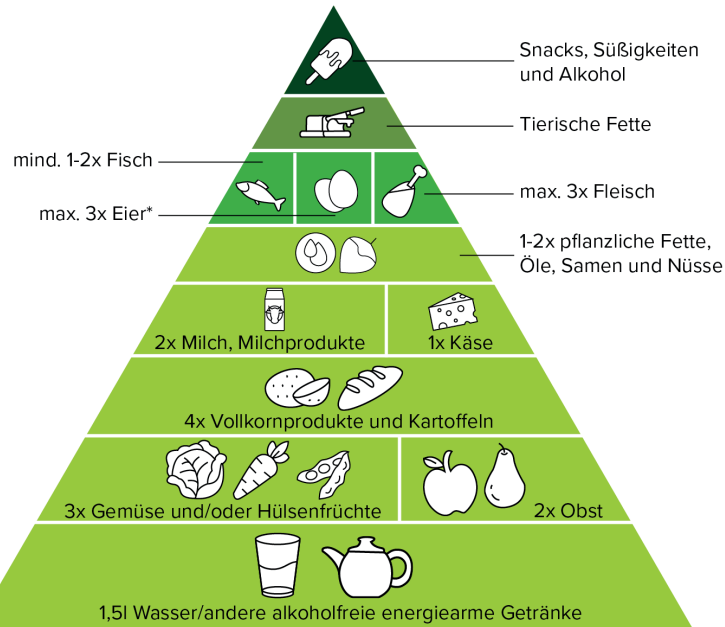 Snacks, Süßigkeiten
und Alkohol
Tierische Fette
mind. 1-2x Fisch
max. 3x Eier*
max. 3x Fleisch
1-2x pflanzliche Fette,
Öle, Samen und Nüsse
2x Milch, Milchprodukte
1x Käse
4x Vollkornprodukte und Kartoffeln
3x Gemüse und/oder Hülsenfrüchte
2x Obst
1,5l Wasser/andere alkoholfreie energiearme Getränke